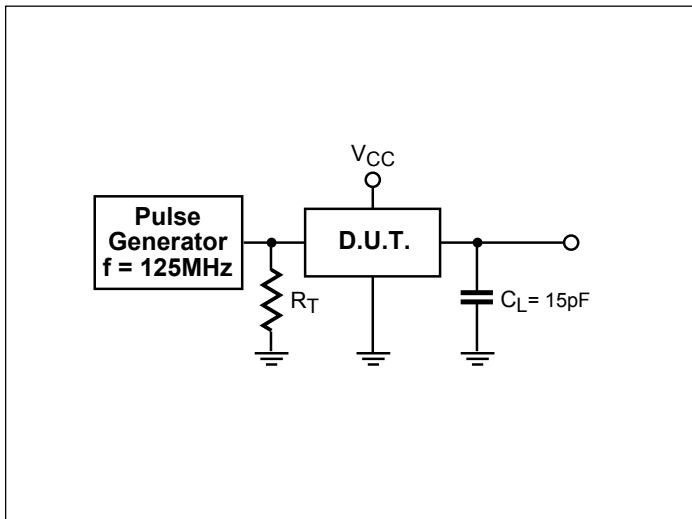 VCC
Pulse
Generator
f = 125MHz
D.U.T.
RT
CL= 15pF